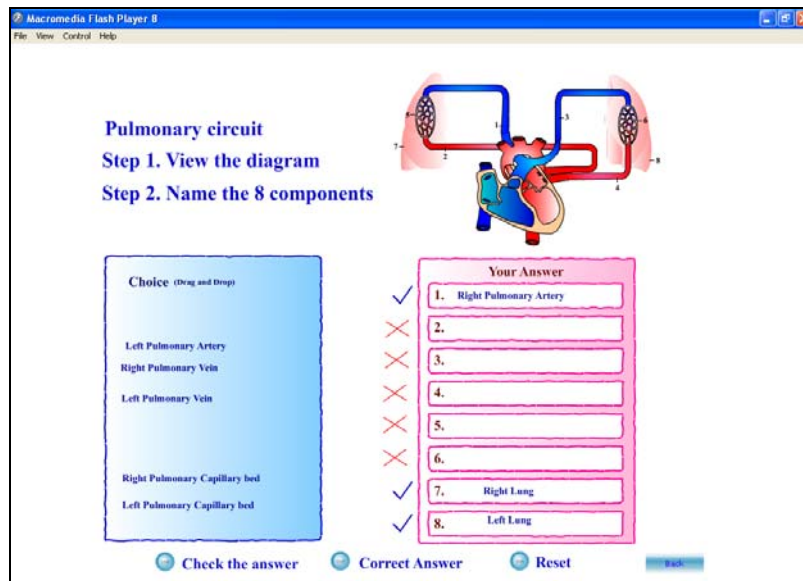 Macromedia Flash Player 8
File View Control Help
Pulmonary circuit
Step 1. View the diagram
Step 2. Name the 8 components
1
2
3
4
5
6
7
8
Choice (Drag and Drop)
Left Pulmonary Artery
Right Pulmonary Vein
Left Pulmonary Vein
Right Pulmonary Capillary bed
Left Pulmonary Capillary bed
Your Answer
1. Right Pulmonary Artery
2.
3.
4.
5.
6.
7. Right Lung
8. Left Lung
Check the answer
Correct Answer
Reset
Back